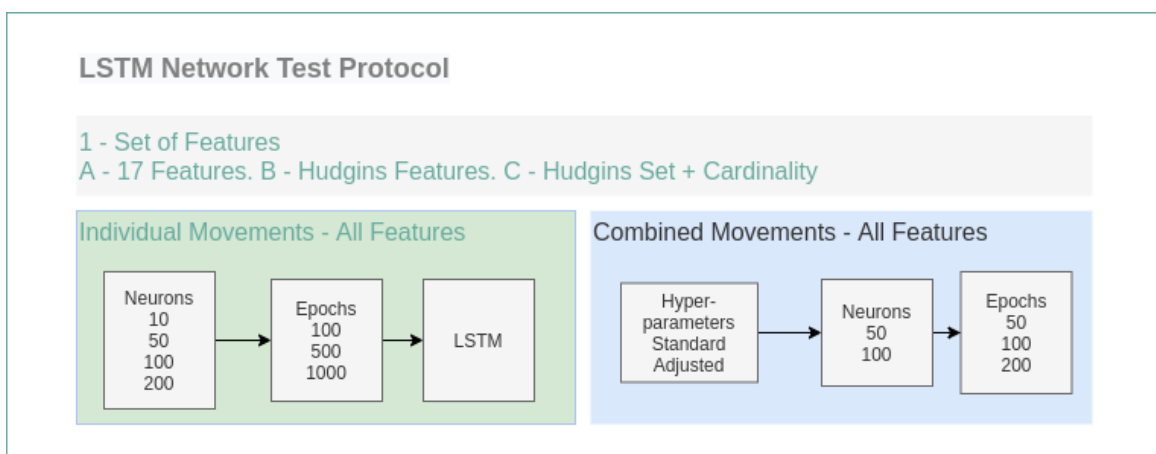 LSTM Network Test Protocol
1 - Set of Features
A - 17 Features. B - Hudgins Features. C - Hudgins Set + Cardinality
Individual Movements - All Features
Neurons
10
50
100
200
Epochs
100
500
1000
LSTM
Combined Movements - All Features
Hyper-
parameters
Standard
Adjusted
Neurons
50
100
Epochs
50
100
200